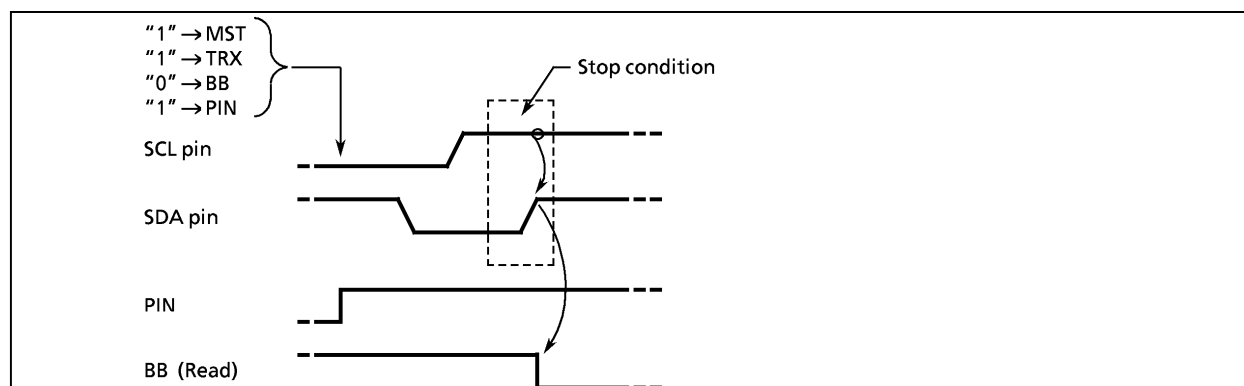 “1” → MST
“1” → TRX
“0” → BB
“1” → PIN
Stop condition
SCL pin
SDA pin
PIN
BB (Read)